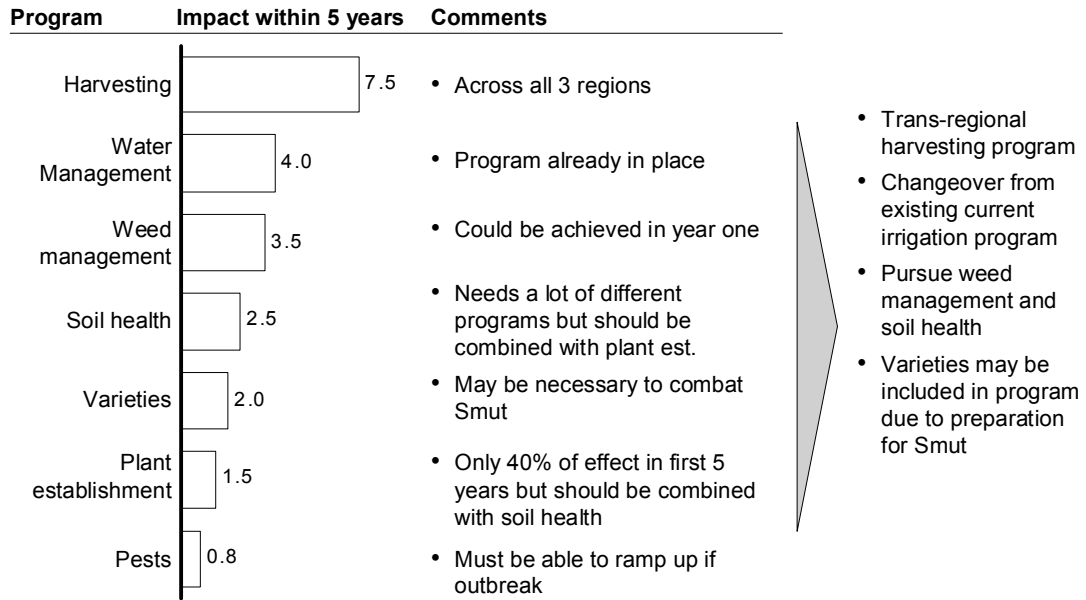 Program Impact within 5 years Comments
Harvesting
7.5
• Across all 3 regions
Water
Management
4.0
• Program already in place
Weed
management
3.5
• Could be achieved in year one
Soil health
2.5
• Needs a lot of different
programs but should be
combined with plant est.
Varieties
2.0
• May be necessary to combat
Smut
Plant
establishment
1.5
• Only 40% of effect in first 5
years but should be combined
with soil health
Pests
0.8
• Must be able to ramp up if
outbreak
• Trans-regional
harvesting program
• Changeover from
existing current
irrigation program
• Pursue weed
management and
soil health
• Varieties may be
included in program
due to preparation
for Smut